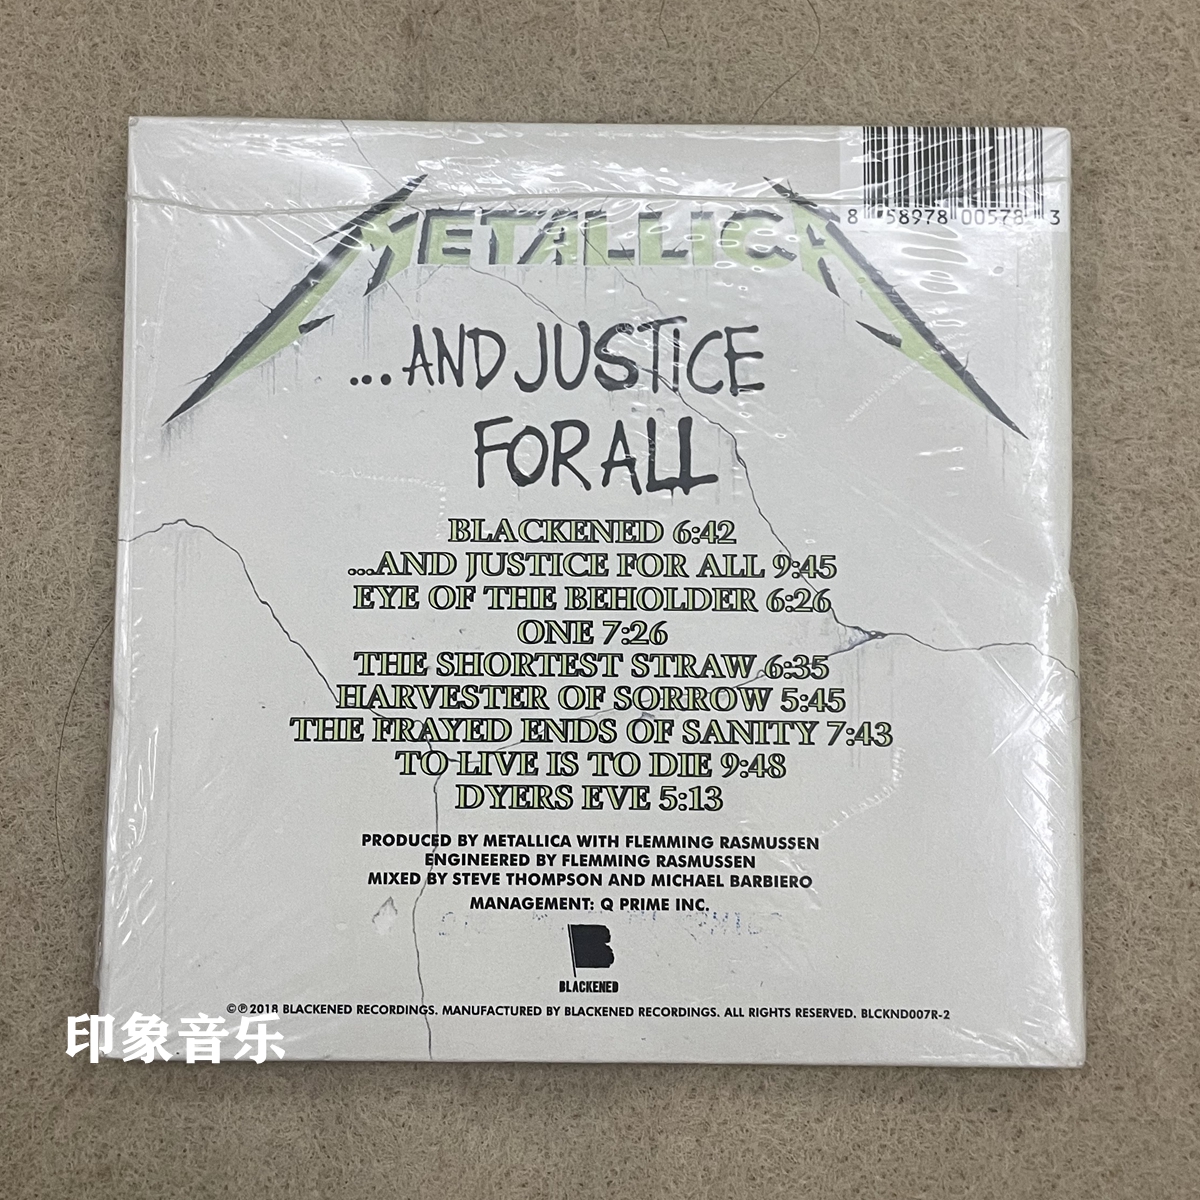 8 58978 00578 3
METALLICA
...AND JUSTICE
FOR ALL
BLACKENED 6:42
...AND JUSTICE FOR ALL 9:45
EYE OF THE BEHOLDER 6:26
ONE 7:26
THE SHORTEST STRAW 6:35
HARVESTER OF SORROW 5:45
THE FRAYED ENDS OF SANITY 7:43
TO LIVE IS TO DIE 9:48
DYERS EVE 5:13
PRODUCED BY METALLICA WITH FLEMMING RASMUSSEN
ENGINEERED BY FLEMMING RASMUSSEN
MIXED BY STEVE THOMPSON AND MICHAEL BARBIERO
MANAGEMENT: Q PRIME INC.
B
BLACKENED
©℗2018 BLACKENED RECORDINGS. MANUFACTURED BY BLACKENED RECORDINGS. ALL RIGHTS RESERVED. BLCKND007R-2
印象音乐